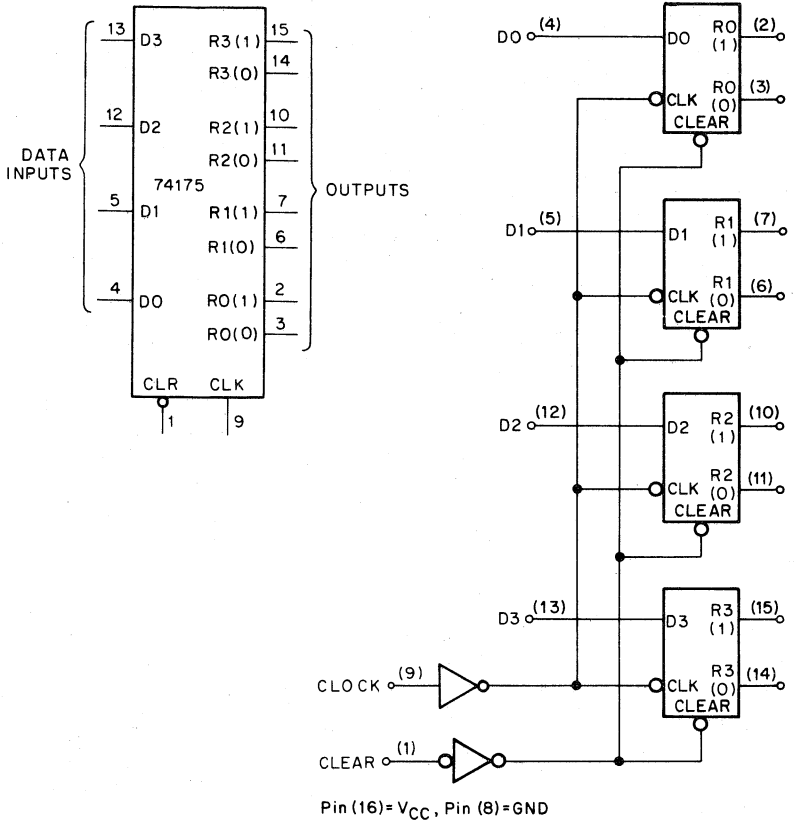 13 D3 R3(1) 15
R3(0) 14
12 D2 R2(1) 10
R2(0) 11
DATA
INPUTS
74175
OUTPUTS
5 D1 R1(1) 7
R1(0) 6
4 D0 R0(1) 2
R0(0) 3
CLR CLK
1 9
D0 (4) D0 R0 (1) (2)
CLK R0 (0) (3)
CLEAR
D1 (5) D1 R1 (1) (7)
CLK R1 (0) (6)
CLEAR
D2 (12) D2 R2 (1) (10)
CLK R2 (0) (11)
CLEAR
D3 (13) D3 R3 (1) (15)
CLOCK (9) CLK R3 (0) (14)
CLEAR
CLEAR (1)
Pin (16)=VCC, Pin (8)=GND